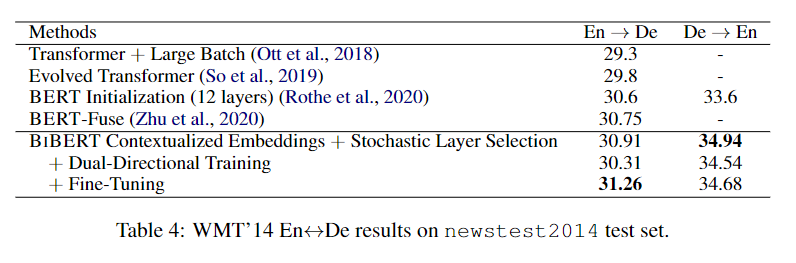 Methods En → De De → En
Transformer + Large Batch (Ott et al., 2018) 29.3 -
Evolved Transformer (So et al., 2019) 29.8 -
BERT Initialization (12 layers) (Rothe et al., 2020) 30.6 33.6
BERT-Fuse (Zhu et al., 2020) 30.75 -
BIBERT Contextualized Embeddings + Stochastic Layer Selection 30.91 34.94
+ Dual-Directional Training 30.31 34.54
+ Fine-Tuning 31.26 34.68
Table 4: WMT'14 En↔De results on newstest2014 test set.